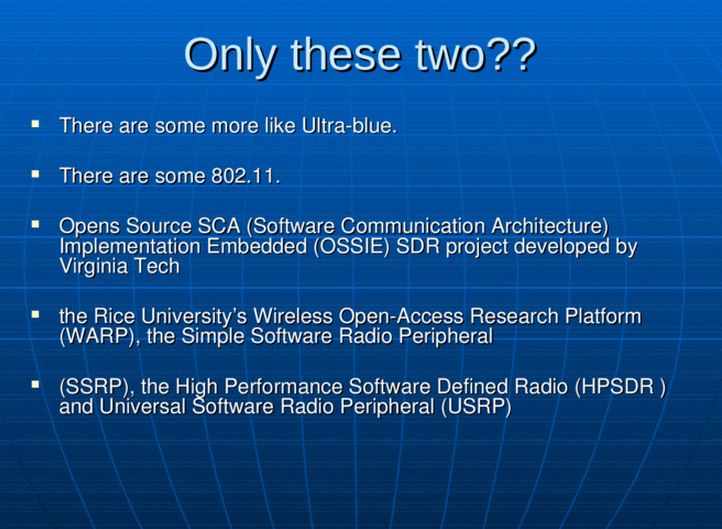 Only these two??
There are some more like Ultra-blue.
There are some 802.11.
Opens Source SCA (Software Communication Architecture)
Implementation Embedded (OSSIE) SDR project developed by
Virginia Tech
the Rice University’s Wireless Open-Access Research Platform
(WARP), the Simple Software Radio Peripheral
(SSRP), the High Performance Software Defined Radio (HPSDR )
and Universal Software Radio Peripheral (USRP)